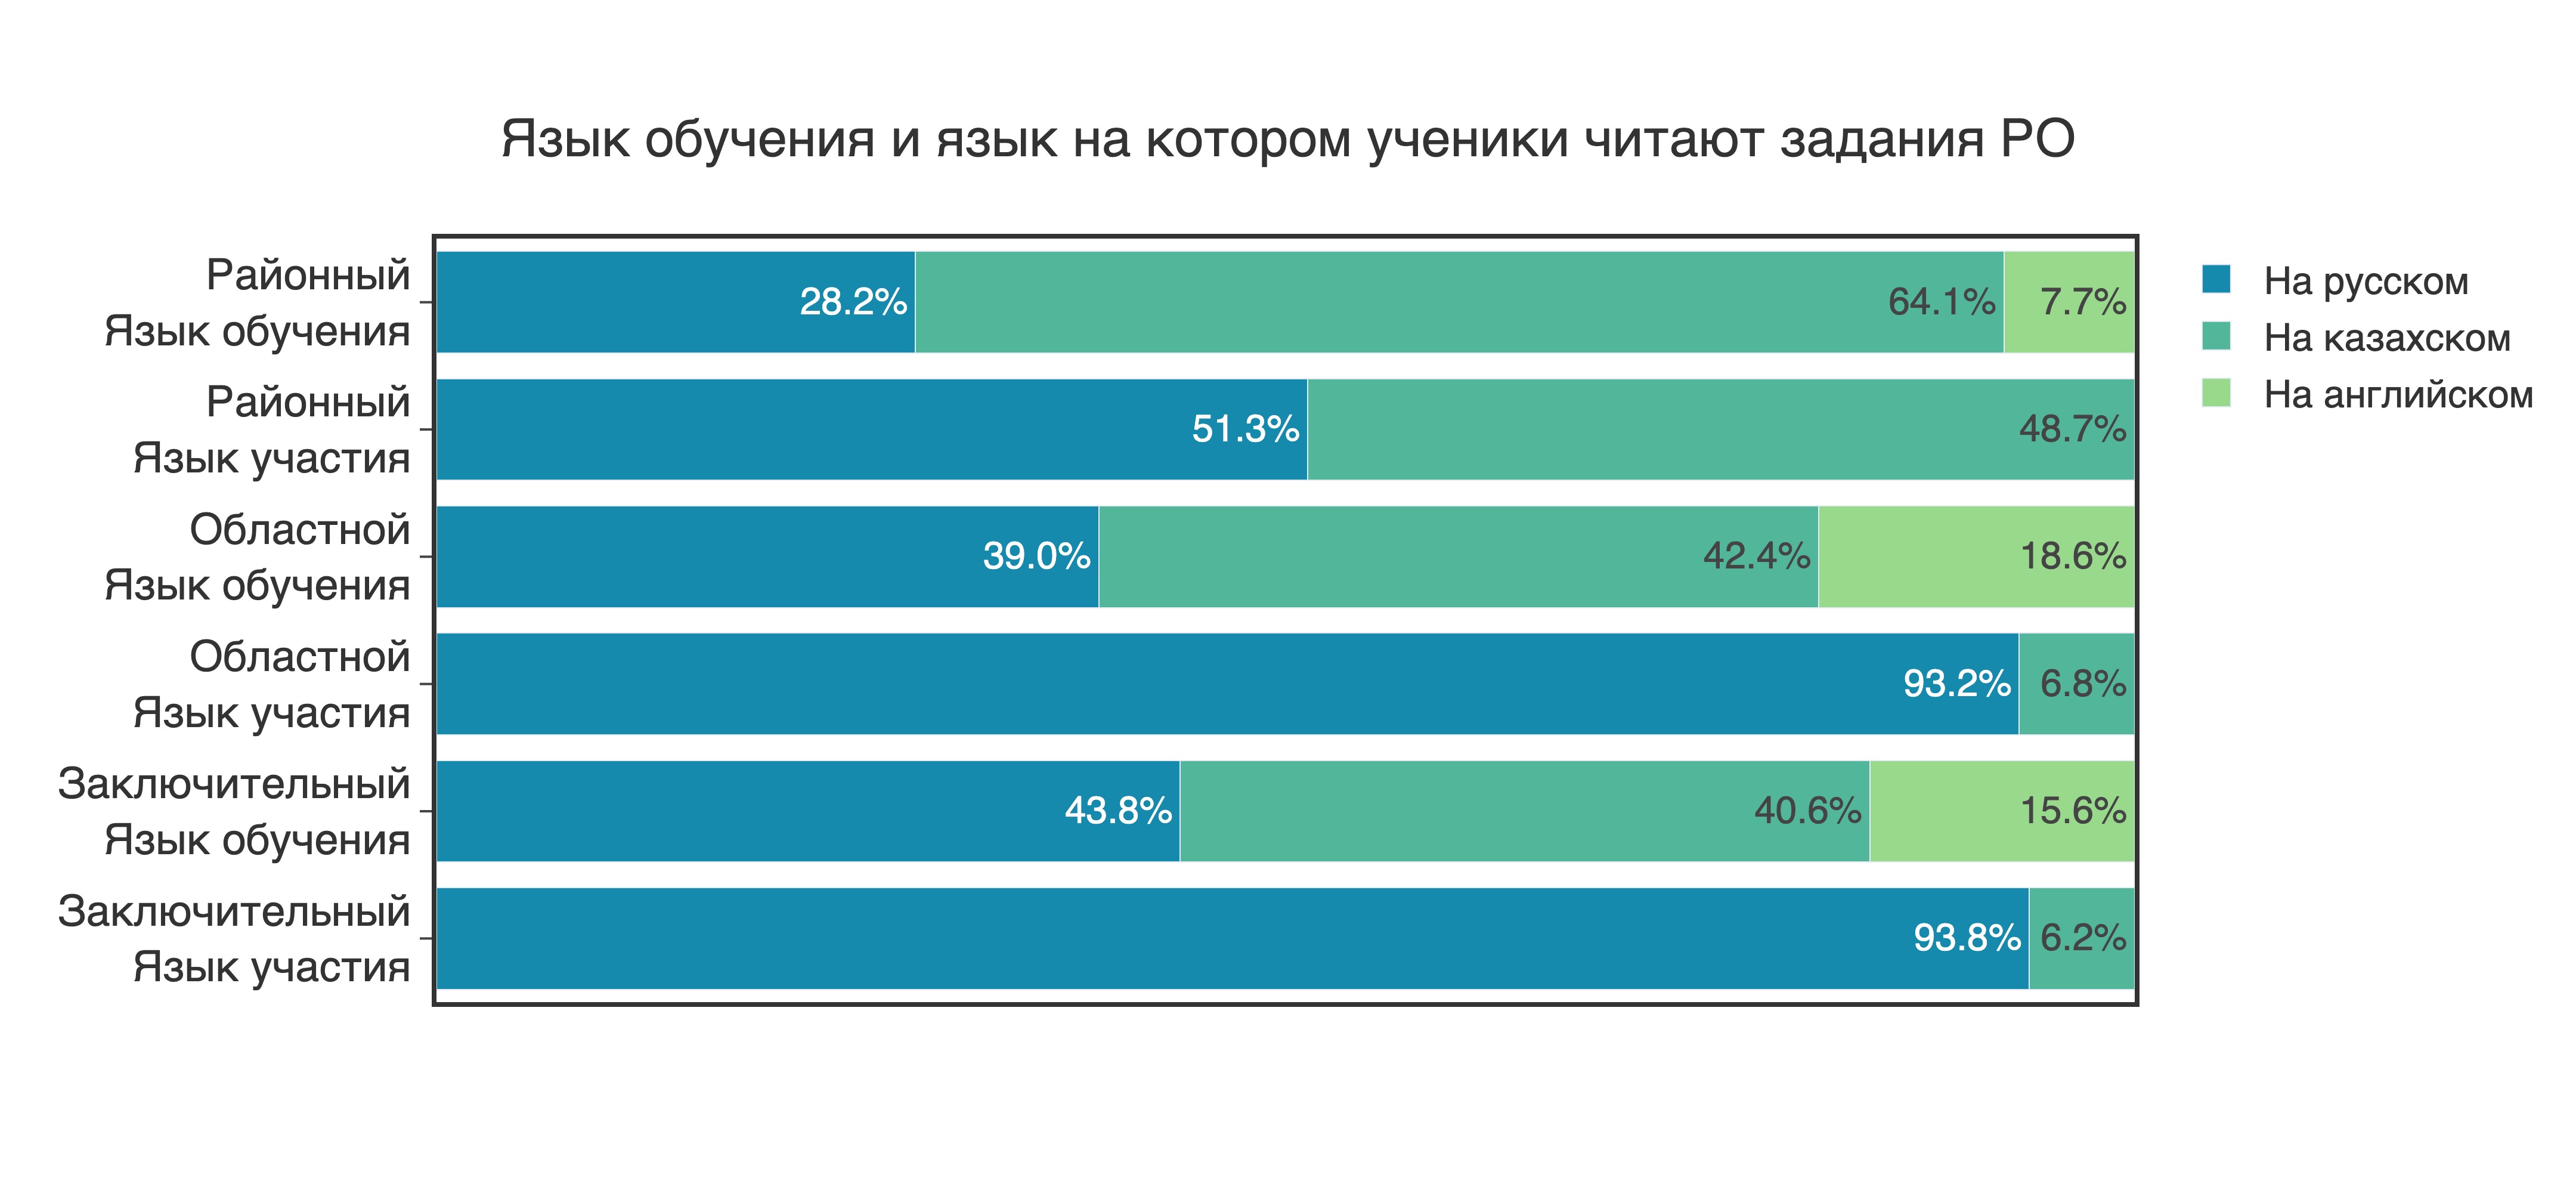 Язык обучения и язык на котором ученики читают задания РО
Районный
Язык обучения
28.2%
64.1%
7.7%
Районный
Язык участия
51.3%
48.7%
Областной
Язык обучения
39.0%
42.4%
18.6%
Областной
Язык участия
93.2%
6.8%
Заключительный
Язык обучения
43.8%
40.6%
15.6%
Заключительный
Язык участия
93.8%
6.2%
На русском
На казахском
На английском